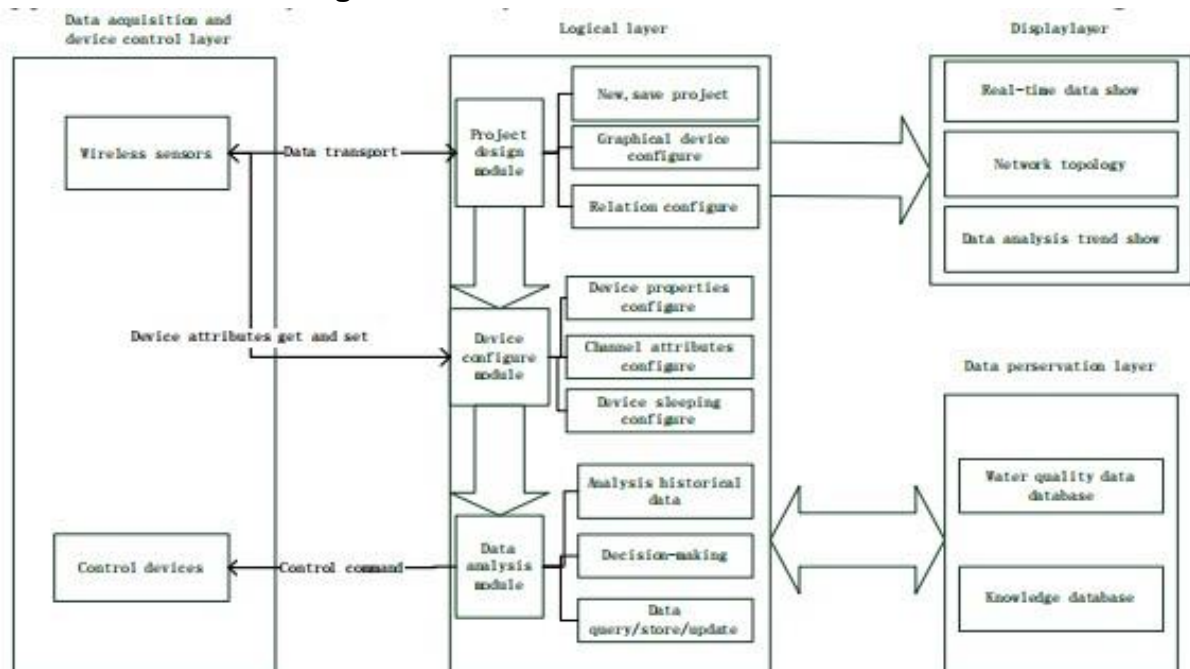 Data acquisition and
device control layer
Logical layer
Displaylayer
Wireless sensors
Data transport
Project
design
module
New,save project
Graphical device
configure
Relation configure
Real-time data show
Network topology
Data analysis trend show
Device attributes get and set
Device
configure
module
Device properties
configure
Channel attributes
configure
Device sleeping
configure
Data perservation layer
Control devices
Control command
Data
analysis
module
Analysis historical
data
Decision-making
Data
query/store/update
Water quality data
database
Knowledge database